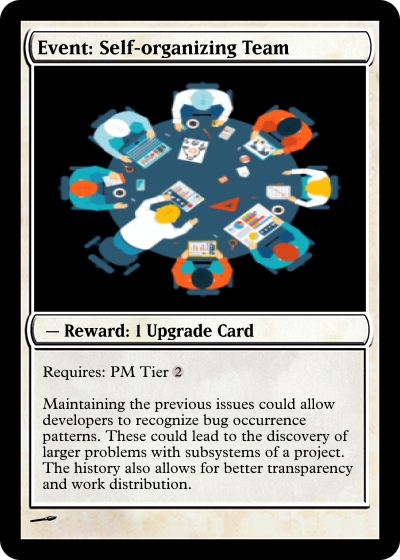 Event: Self-organizing Team
— Reward: 1 Upgrade Card
Requires: PM Tier 2
Maintaining the previous issues could allow
developers to recognize bug occurrence
patterns. These could lead to the discovery of
larger problems with subsystems of a project.
The history also allows for better transparency
and work distribution.